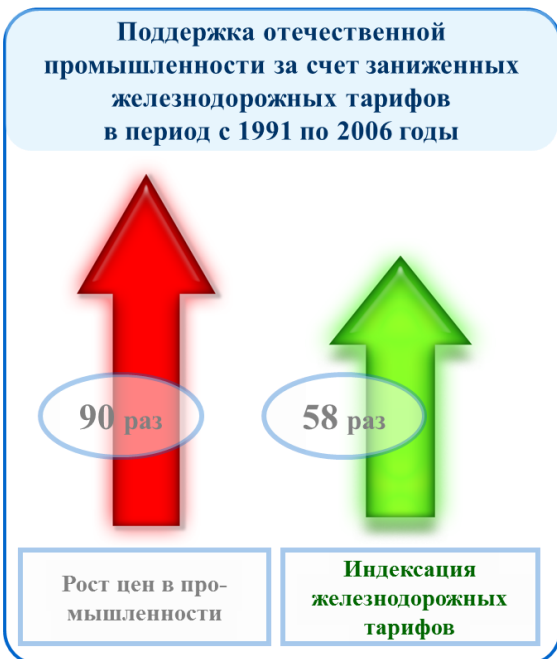 Поддержка отечественной
промышленности за счет заниженных
железнодорожных тарифов
в период с 1991 по 2006 годы
90 раз
58 раз
Рост цен в про-
мышленности
Индексация
железнодорожных
тарифов